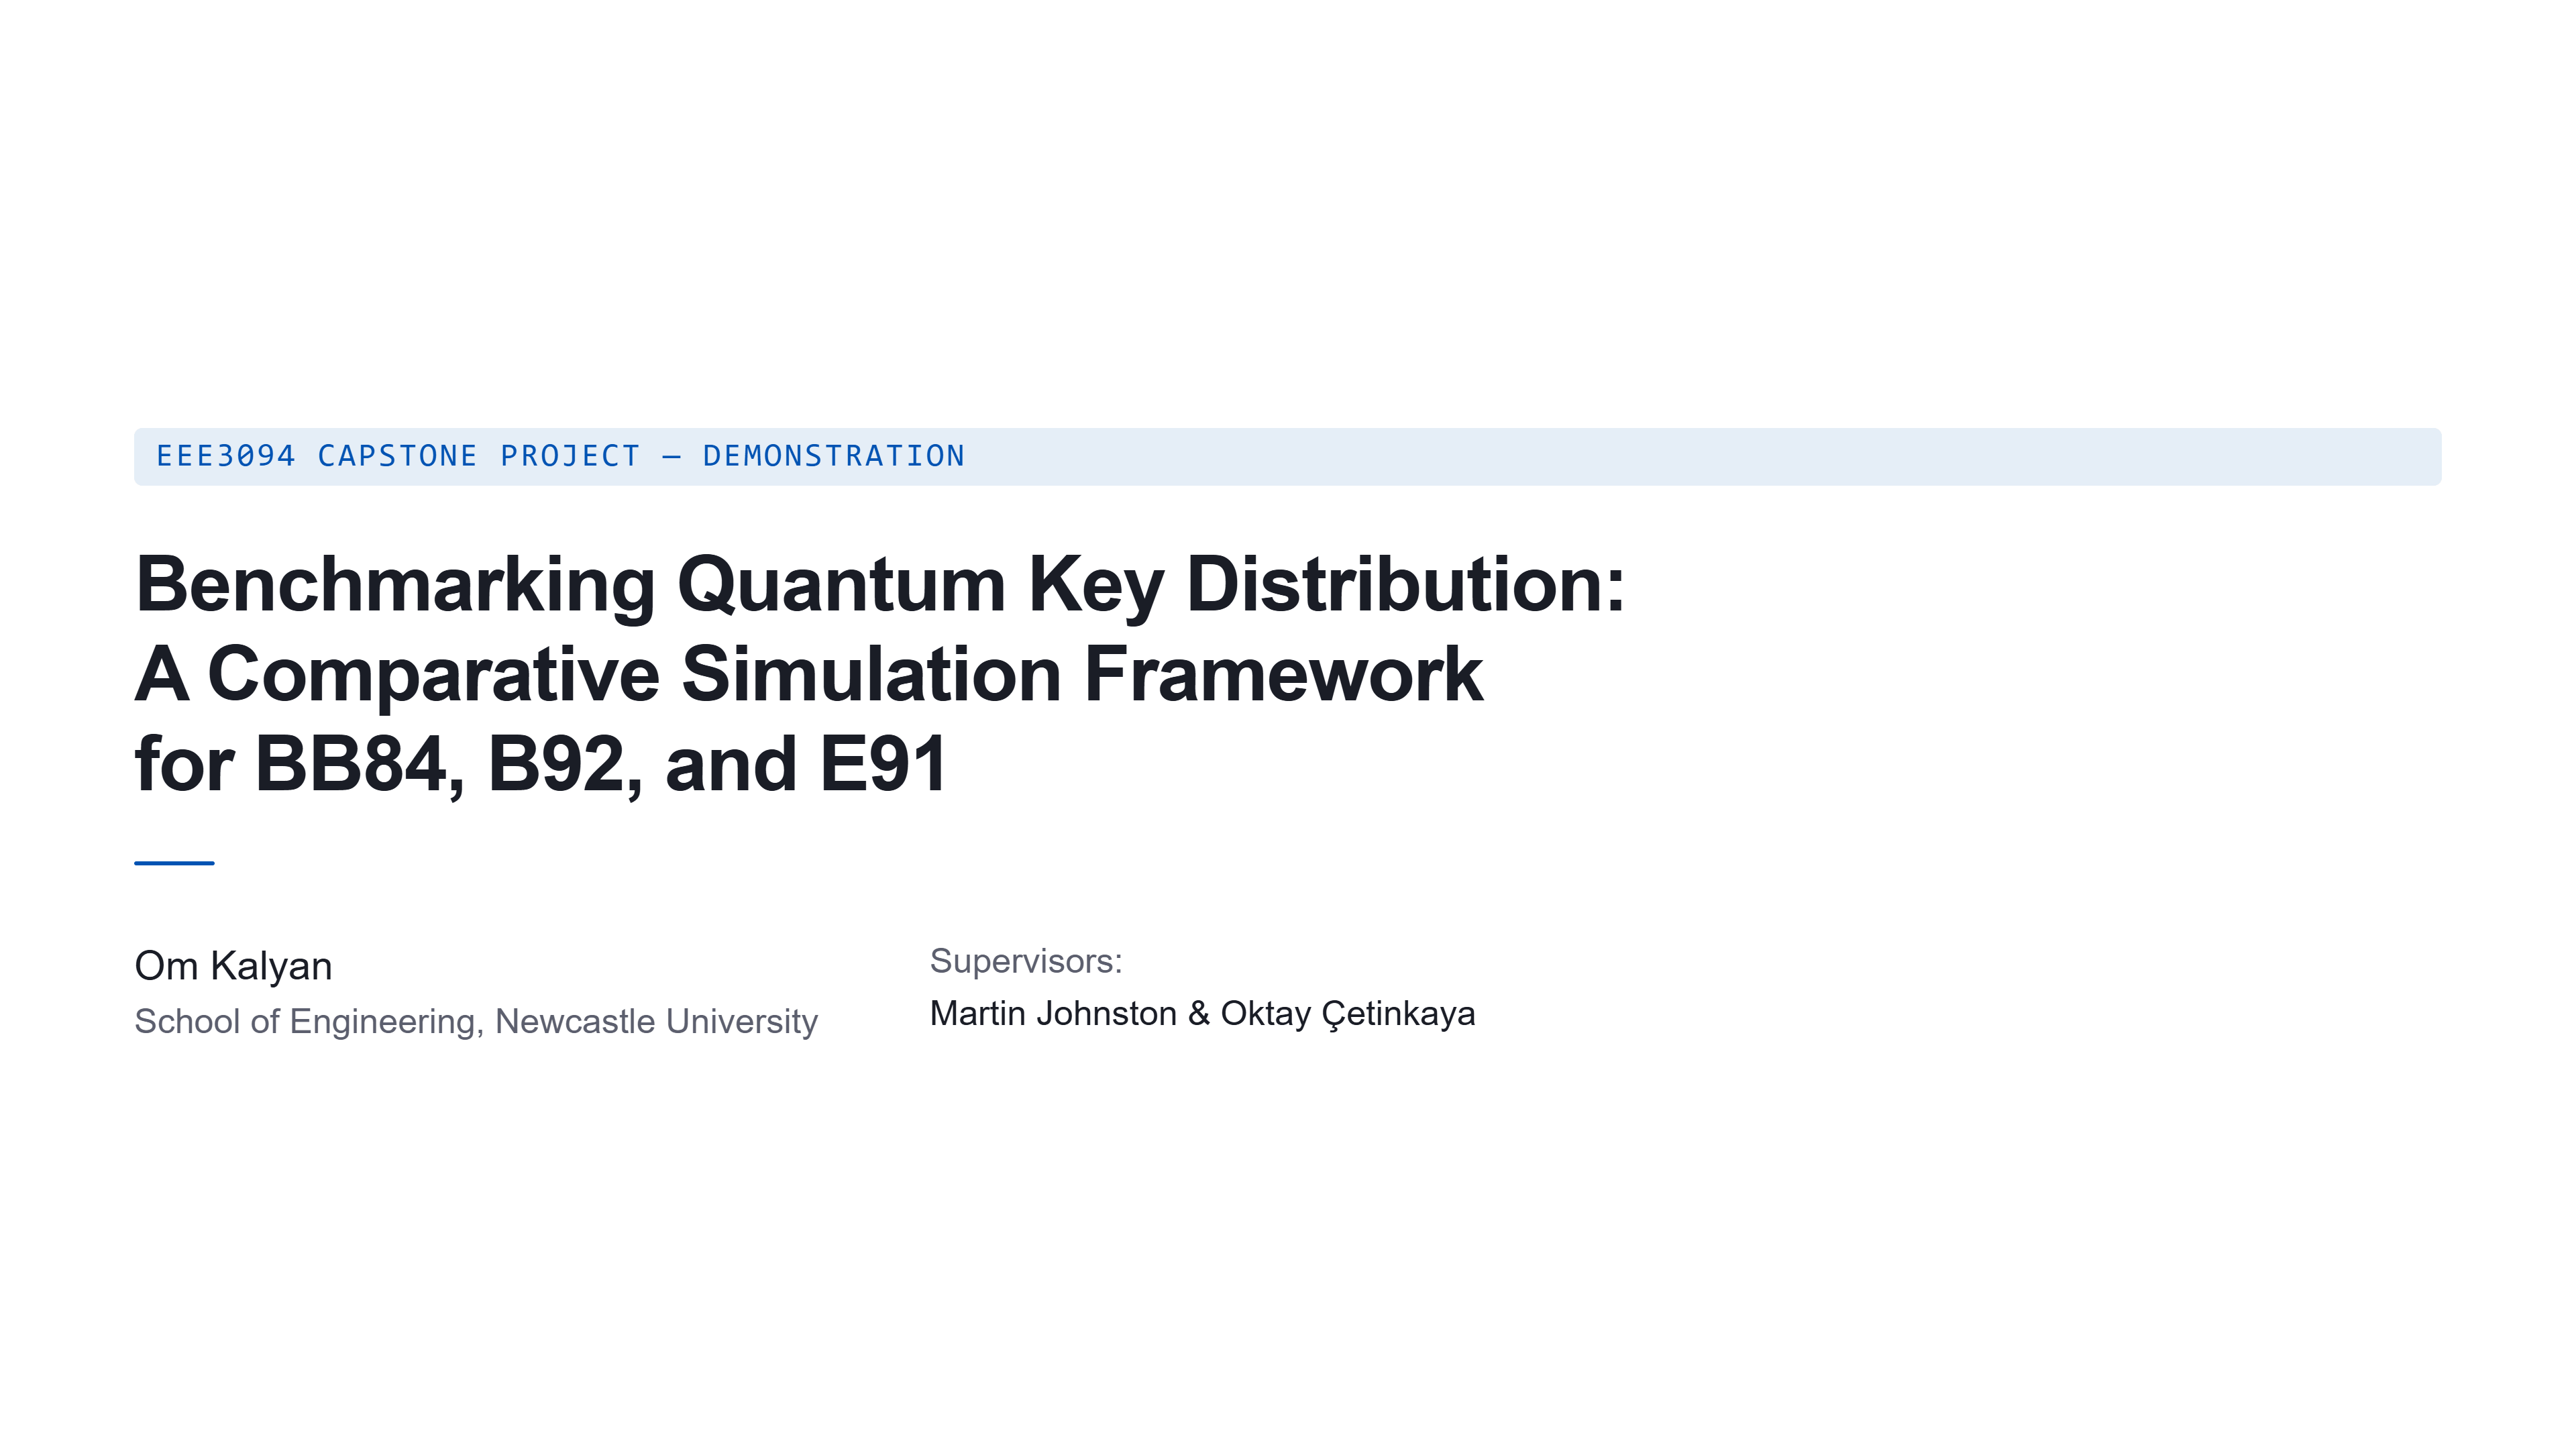 EEE3094 CAPSTONE PROJECT — DEMONSTRATION
Benchmarking Quantum Key Distribution:
A Comparative Simulation Framework
for BB84, B92, and E91
Om Kalyan
School of Engineering, Newcastle University
Supervisors:
Martin Johnston & Oktay Çetinkaya